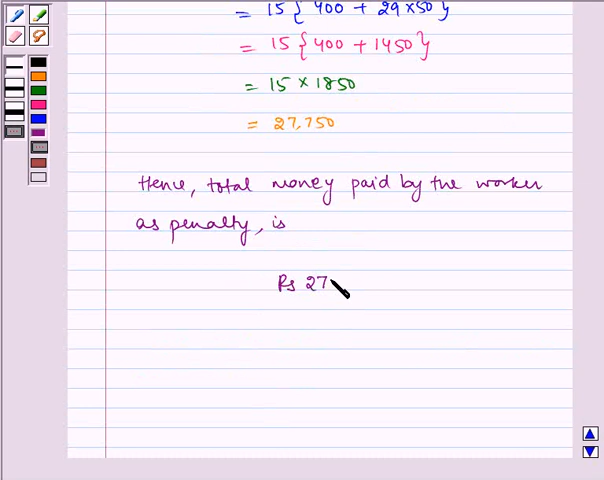 = 15 { 400 + 29 × 50 }
= 15 { 400 + 1450 }
= 15 × 1850
= 27,750
Hence, total money paid by the worker
as penalty, is
Rs 27